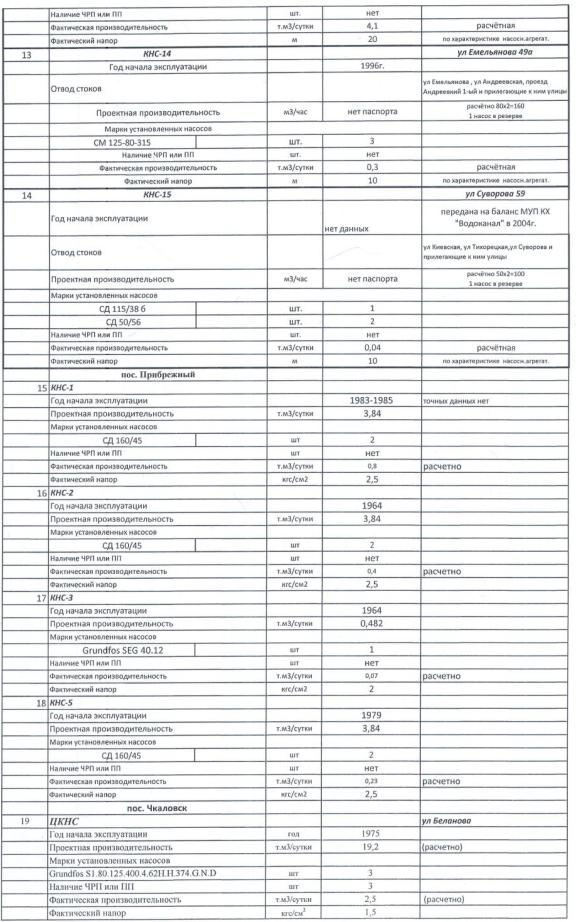 Наличие ЧРП или ПП шт. нет
Фактическая производительность т.м3/сутки 4,1 расчётная
Фактический напор м 20 по характеристике насосн.агрегат.
13 КНС-14 ул Емельянова 49а
Год начала эксплуатации 1996г.
Отвод стоков ул Емельянова , ул Андреевская, проезд
Андреевкий 1-ый и прилегающие к ним улицы
Проектная производительность м3/час нет паспорта расчётно 80х2=160
1 насос в резерве
Марки установленных насосов
СМ 125-80-315 шт. 3
Наличие ЧРП или ПП шт. нет
Фактическая производительность т.м3/сутки 0,3 расчётная
Фактический напор м 10 по характеристике насосн.агрегат.
14 КНС-15 ул Суворова 59
Год начала эксплуатации нет данных передана на баланс МУП КХ
"Водоканал" в 2004г.
Отвод стоков ул Киевская, ул Тихорецкая,ул Суворова и
прилегающие к ним улицы
Проектная производительность м3/час нет паспорта расчётно 50х2=100
1 насос в резерве
Марки установленных насосов
СД 115/38 б шт. 1
СД 50/56 шт. 2
Наличие ЧРП или ПП шт. нет
Фактическая производительность т.м3/сутки 0,04 расчётная
Фактический напор м 10 по характеристике насосн.агрегат.
пос. Прибрежный
15 КНС-1
Год начала эксплуатации 1983-1985 точных данных нет
Проектная производительность т.м3/сутки 3,84
Марки установленных насосов
СД 160/45 шт 2
Наличие ЧРП или ПП шт нет
Фактическая производительность т.м3/сутки 0,8 расчетно
Фактический напор кгс/см2 2,5
16 КНС-2
Год начала эксплуатации 1964
Проектная производительность т.м3/сутки 3,84
Марки установленных насосов
СД 160/45 шт 2
Наличие ЧРП или ПП шт нет
Фактическая производительность т.м3/сутки 0,4 расчетно
Фактический напор кгс/см2 2,5
17 КНС-3
Год начала эксплуатации 1964
Проектная производительность т.м3/сутки 0,482
Марки установленных насосов
Grundfos SEG 40.12 шт 1
Наличие ЧРП или ПП шт нет
Фактическая производительность т.м3/сутки 0,07 расчетно
Фактический напор кгс/см2 2
18 КНС-5
Год начала эксплуатации 1979
Проектная производительность т.м3/сутки 3,84
Марки установленных насосов
СД 160/45 шт 2
Наличие ЧРП или ПП шт нет
Фактическая производительность т.м3/сутки 0,23 расчетно
Фактический напор кгс/см2 2,5
пос. Чкаловск
19 ЦКНС ул Беланова
Год начала эксплуатации год 1975
Проектная производительность т.м3/сутки 19,2 (расчетно)
Марки установленных насосов
Grundfos S1.80.125.400.4.62H.H.374.G.N.D шт 3
Наличие ЧРП или ПП шт 3
Фактическая производительность т.м3/сутки 2,5 (расчетно)
Фактический напор кгс/см² 1,5